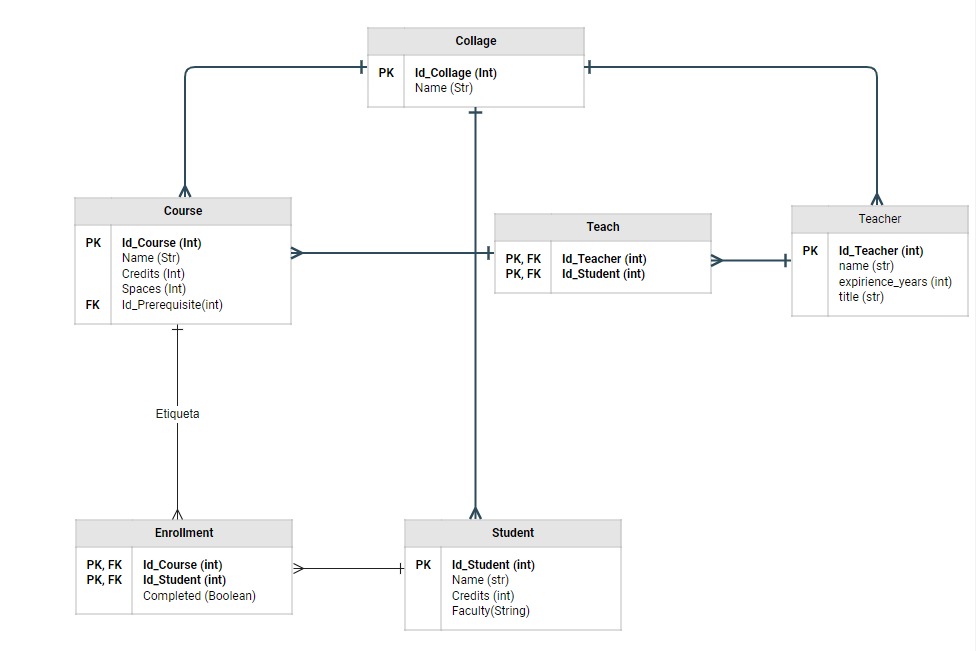 Collage
PK Id_Collage (Int)
Name (Str)
Course
PK Id_Course (Int)
Name (Str)
Credits (Int)
Spaces (Int)
FK Id_Prerequisite(int)
Teach
PK, FK Id_Teacher (int)
PK, FK Id_Student (int)
Teacher
PK Id_Teacher (int)
name (str)
expirience_years (int)
title (str)
Etiqueta
Enrollment
PK, FK Id_Course (int)
PK, FK Id_Student (int)
Completed (Boolean)
Student
PK Id_Student (int)
Name (str)
Credits (int)
Faculty(String)